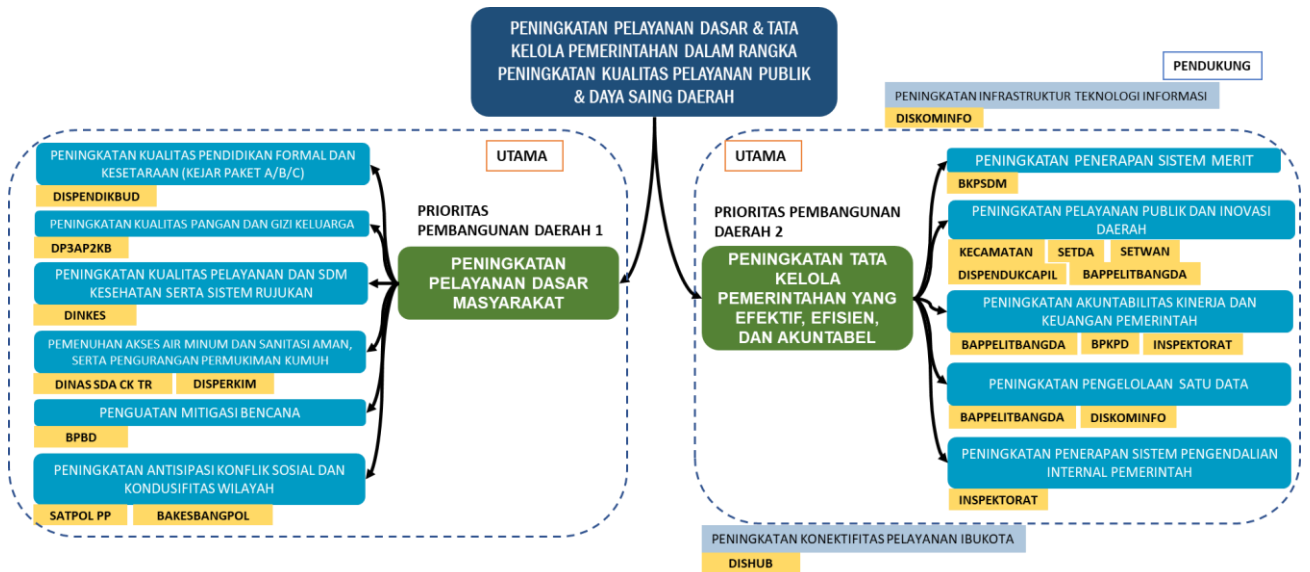 PENINGKATAN PELAYANAN DASAR & TATA
KELOLA PEMERINTAHAN DALAM RANGKA
PENINGKATAN KUALITAS PELAYANAN PUBLIK
& DAYA SAING DAERAH
UTAMA
PENINGKATAN KUALITAS PENDIDIKAN FORMAL DAN
KESETARAAN (KEJAR PAKET A/B/C)
DISPENDIKBUD
PENINGKATAN KUALITAS PANGAN DAN GIZI KELUARGA
DP3AP2KB
PENINGKATAN KUALITAS PELAYANAN DAN SDM
KESEHATAN SERTA SISTEM RUJUKAN
DINKES
PEMENUHAN AKSES AIR MINUM DAN SANITASI AMAN,
SERTA PENGURANGAN PERMUKIMAN KUMUH
DINAS SDA CK TR DISPERKIM
PENGUATAN MITIGASI BENCANA
BPBD
PENINGKATAN ANTISIPASI KONFLIK SOSIAL DAN
KONDUSIFITAS WILAYAH
SATPOL PP BAKESBANGPOL
PRIORITAS
PEMBANGUNAN DAERAH 1
PENINGKATAN
PELAYANAN DASAR
MASYARAKAT
PENDUKUNG
PENINGKATAN INFRASTRUKTUR TEKNOLOGI INFORMASI
DISKOMINFO
UTAMA
PRIORITAS PEMBANGUNAN
DAERAH 2
PENINGKATAN TATA
KELOLA
PEMERINTAHAN YANG
EFEKTIF, EFISIEN,
DAN AKUNTABEL
PENINGKATAN PENERAPAN SISTEM MERIT
BKPSDM
PENINGKATAN PELAYANAN PUBLIK DAN INOVASI
DAERAH
KECAMATAN SETDA SETWAN
DISPENDUKCAPIL BAPPELITBANGDA
PENINGKATAN AKUNTABILITAS KINERJA DAN
KEUANGAN PEMERINTAH
BAPPELITBANGDA BPKPD INSPEKTORAT
PENINGKATAN PENGELOLAAN SATU DATA
BAPPELITBANGDA DISKOMINFO
PENINGKATAN PENERAPAN SISTEM PENGENDALIAN
INTERNAL PEMERINTAH
INSPEKTORAT
PENINGKATAN KONEKTIFITAS PELAYANAN IBUKOTA
DISHUB